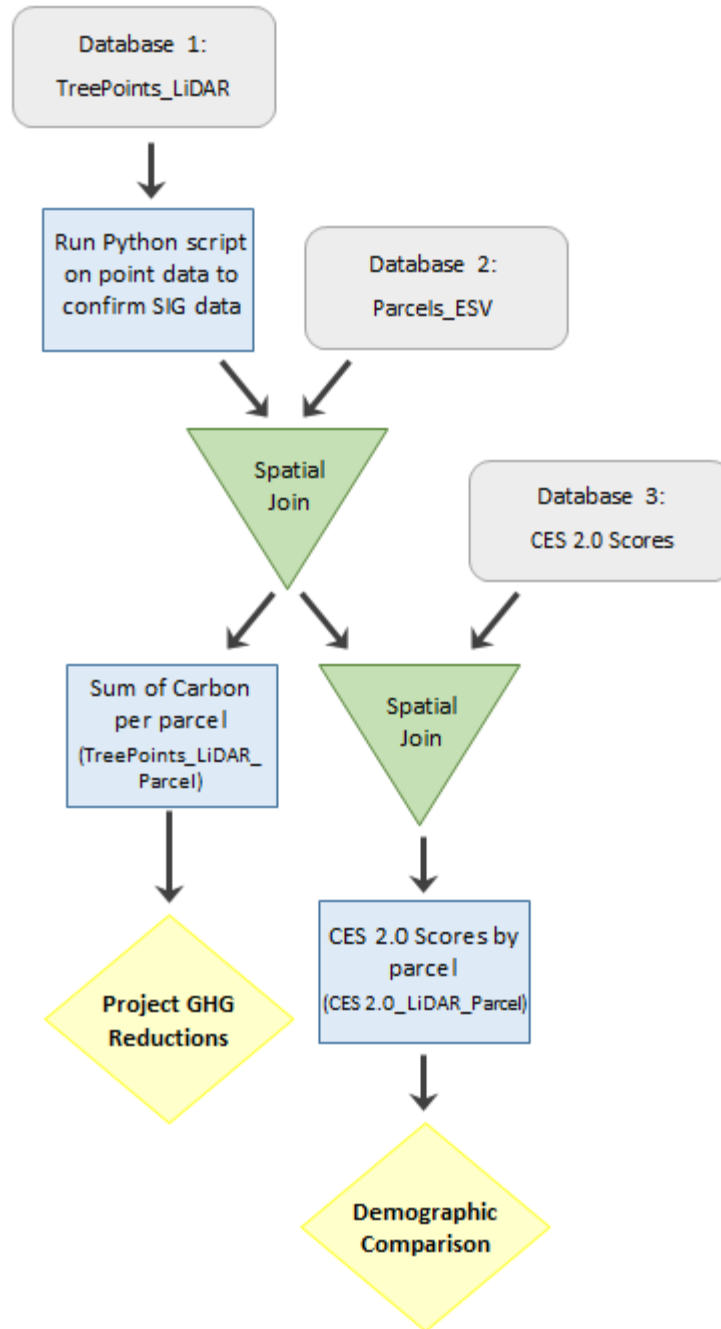 Database 1:
TreePoints_LiDAR
Run Python script
on point data to
confirm SIG data
Database 2:
Parcels_ESV
Spatial
Join
Database 3:
CES 2.0 Scores
Sum of Carbon
per parcel
(TreePoints_LiDAR_
Parcel)
Spatial
Join
Project GHG
Reductions
CES 2.0 Scores by
parcel
(CES 2.0_LiDAR_Parcel)
Demographic
Comparison